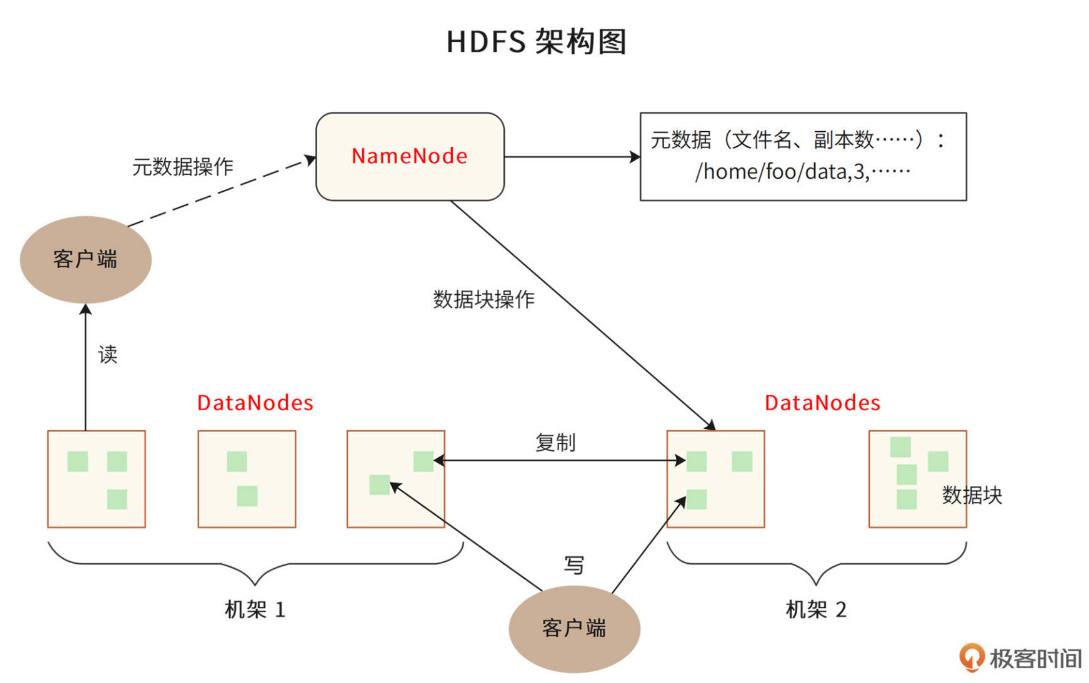 HDFS 架构图
NameNode
元数据（文件名、副本数……）：
/home/foo/data,3,……
元数据操作
客户端
数据块操作
读
DataNodes
DataNodes
复制
数据块
写
机架 1
机架 2
客户端
极客时间